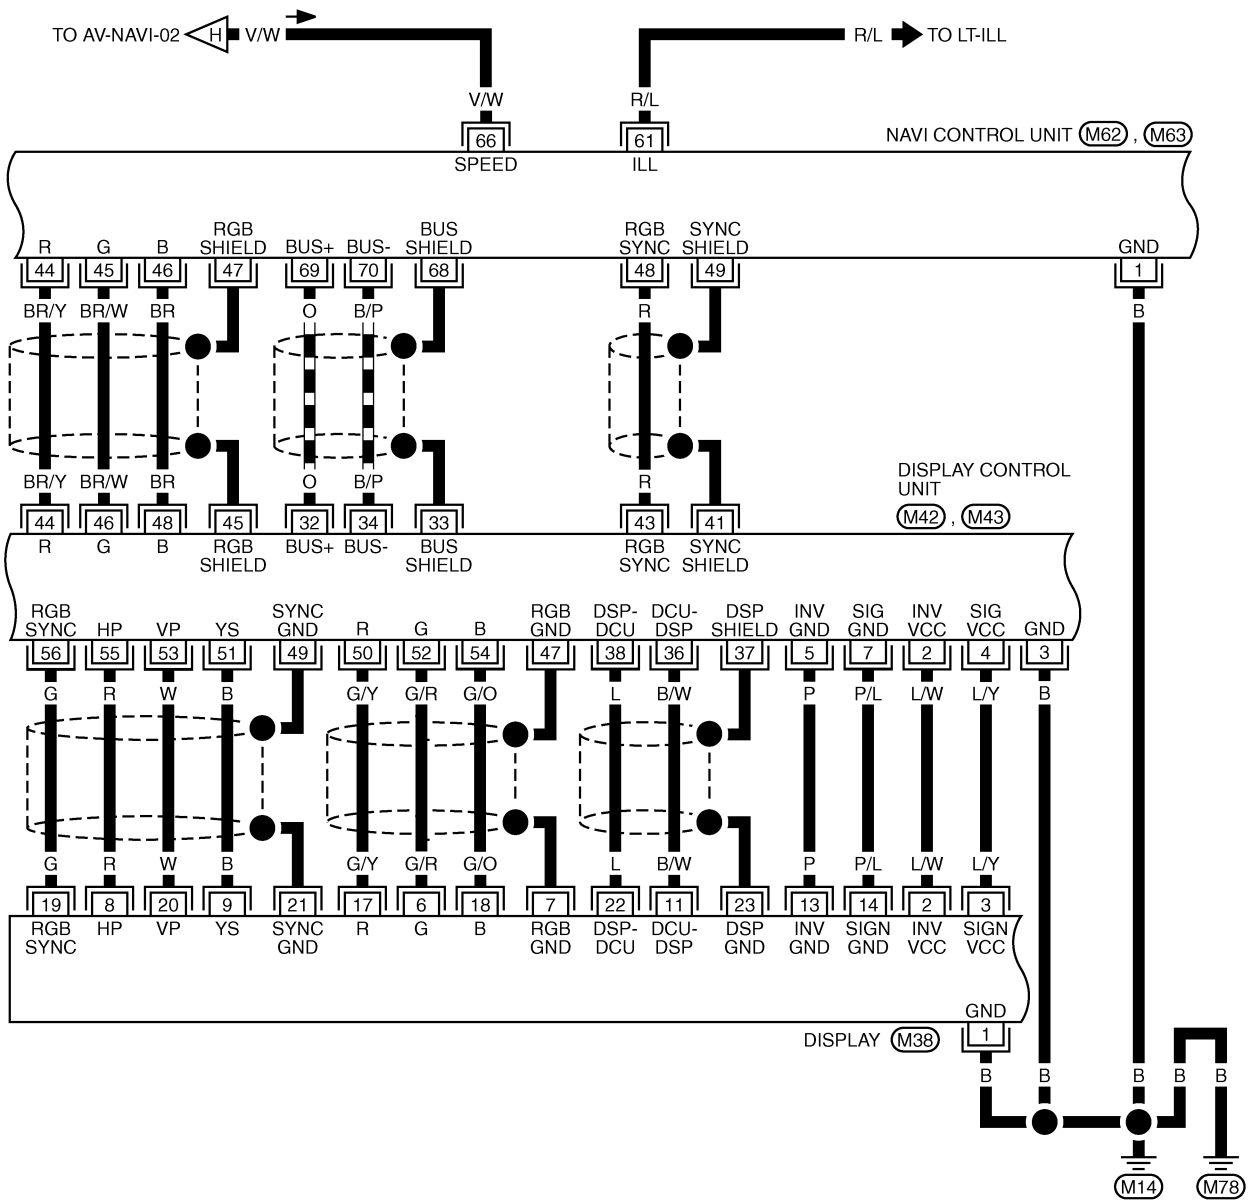 TO AV-NAVI-02 H V/W R/L TO LT-ILL
V/W R/L
66 61 NAVI CONTROL UNIT M62 , M63
SPEED ILL
RGB BUS RGB SYNC
R G B SHIELD BUS+ BUS- SHIELD SYNC SHIELD GND
44 45 46 47 69 70 68 48 49 1
BR/Y BR/W BR O B/P R B
DISPLAY CONTROL
BR/Y BR/W BR O B/P R UNIT
44 46 48 45 32 34 33 43 41 M42 , M43
R G B RGB BUS+ BUS- BUS RGB SYNC
SHIELD SHIELD SYNC SHIELD
RGB SYNC RGB DSP- DCU- DSP INV SIG INV SIG
SYNC HP VP YS GND R G B GND DCU DSP SHIELD GND GND VCC VCC GND
56 55 53 51 49 50 52 54 47 38 36 37 5 7 2 4 3
G R W B G/Y G/R G/O L B/W P P/L L/W L/Y B
G R W B G/Y G/R G/O L B/W P P/L L/W L/Y
19 8 20 9 21 17 6 18 7 22 11 23 13 14 2 3
RGB HP VP YS SYNC R G B RGB DSP- DCU- DSP INV SIGN INV SIGN
SYNC GND GND DCU DSP GND GND GND VCC VCC
GND
DISPLAY M38 1
B B B B B
M14 M78